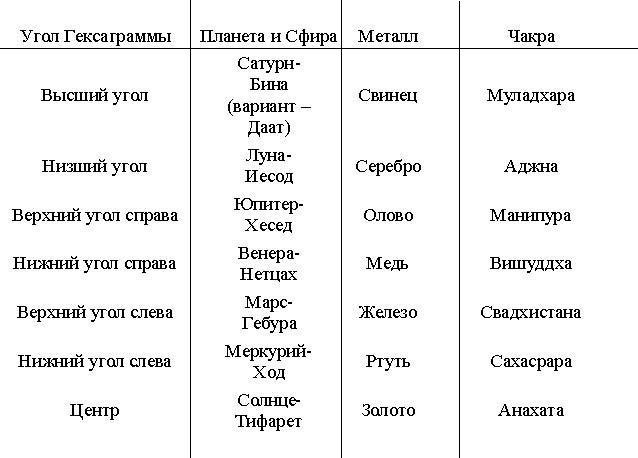 Угол Гексаграммы Планета и Сфира Металл Чакра
Сатурн-
Бина
Высший угол (вариант – Свинец Муладхара
Даат)
Луна-
Низший угол Иесод Серебро Аджна
Юпитер-
Верхний угол справа Хесед Олово Манипура
Венера-
Нижний угол справа Нетцах Медь Вишуддха
Марс-
Верхний угол слева Гебура Железо Свадхистана
Меркурий-
Нижний угол слева Ход Ртуть Сахасрара
Солнце-
Центр Тифарет Золото Анахата